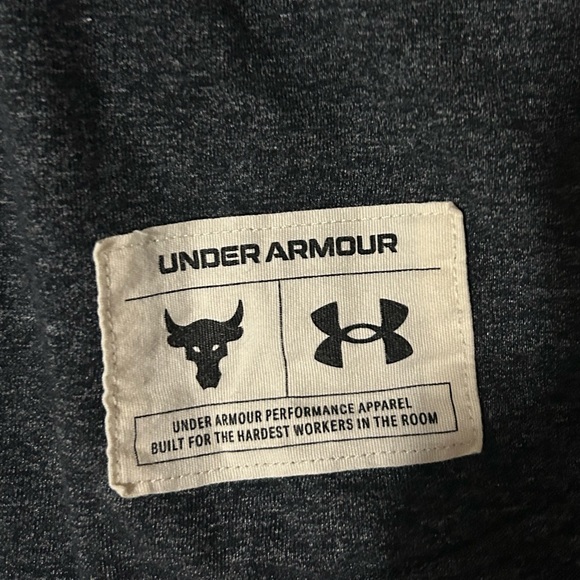 UNDER ARMOUR
UNDER ARMOUR PERFORMANCE APPAREL
BUILT FOR THE HARDEST WORKERS IN THE ROOM